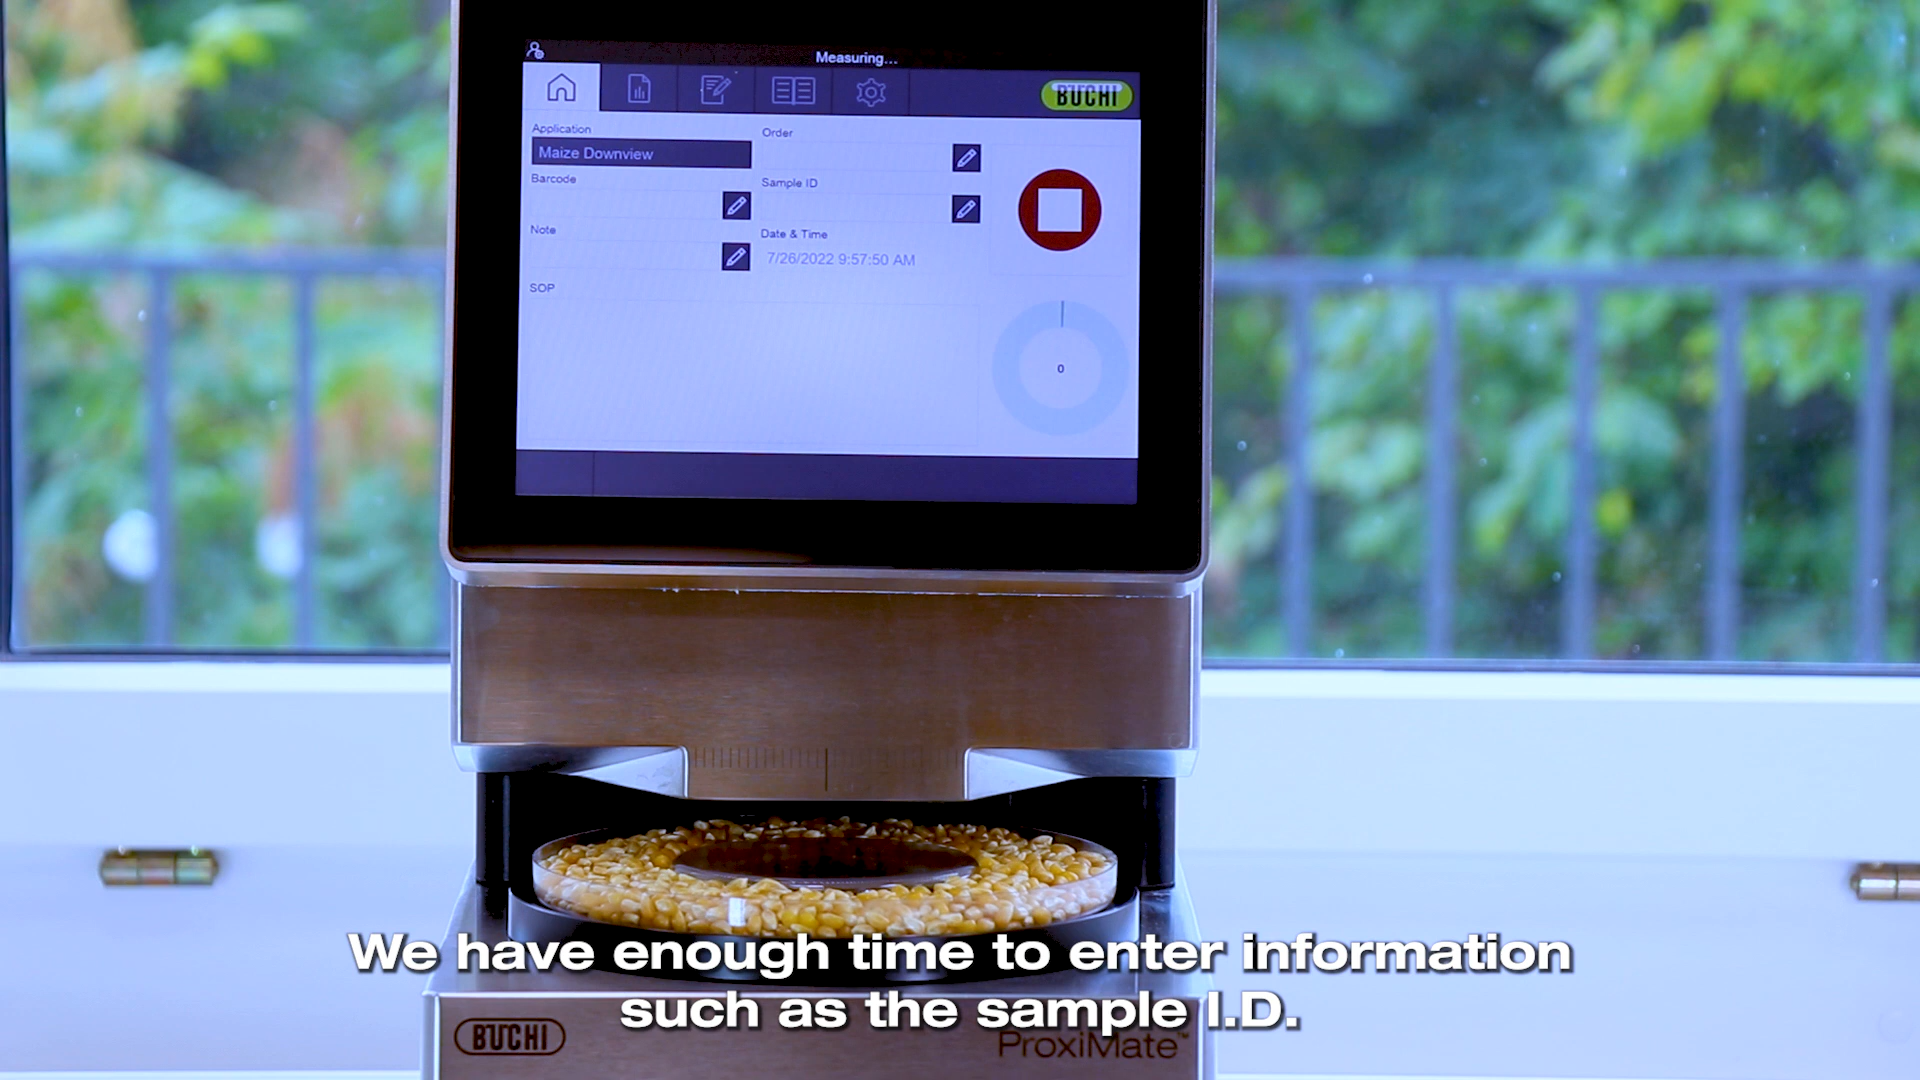 Measuring...
BUCHI
Application
Maize Downview
Order
Barcode
Sample ID
Note
Date & Time
7/26/2022 9:57:50 AM
SOP
0
We have enough time to enter information
such as the sample I.D.
BUCHI
ProxiMate™